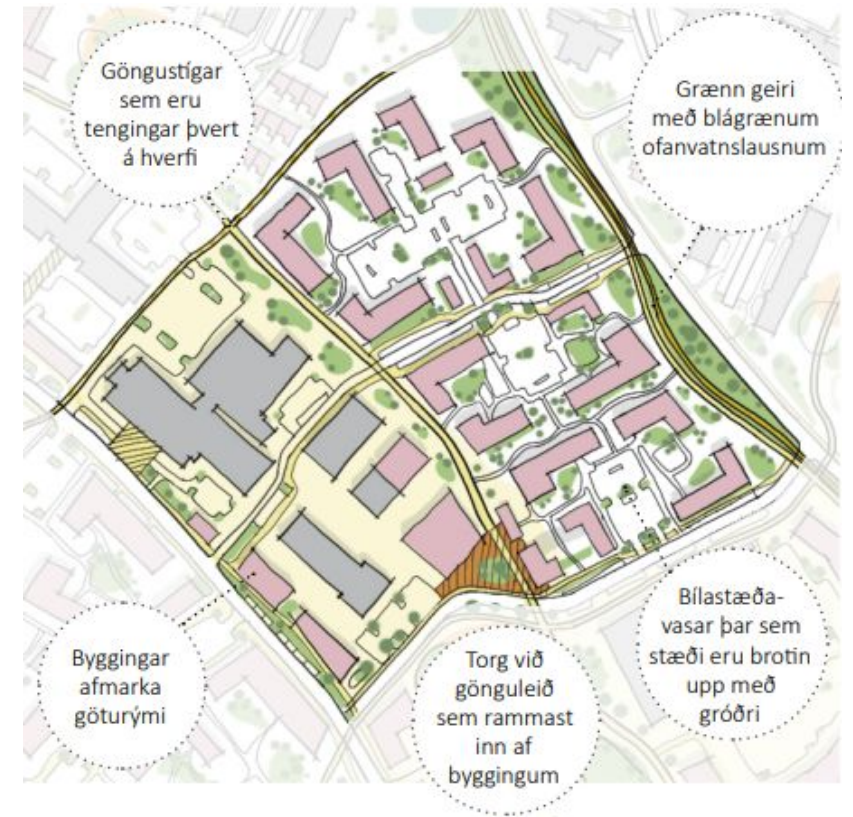 Göngustígar
sem eru
tengingar þvert
á hverfi
Grænn geiri
með blágrænum
ofanvatnslausnum
Byggingar
afmarka
göturými
Torg við
gönguleið
sem rammast
inn af
byggingum
Bílastæða-
vasar þar sem
stæði eru brotin
upp með
gróðri